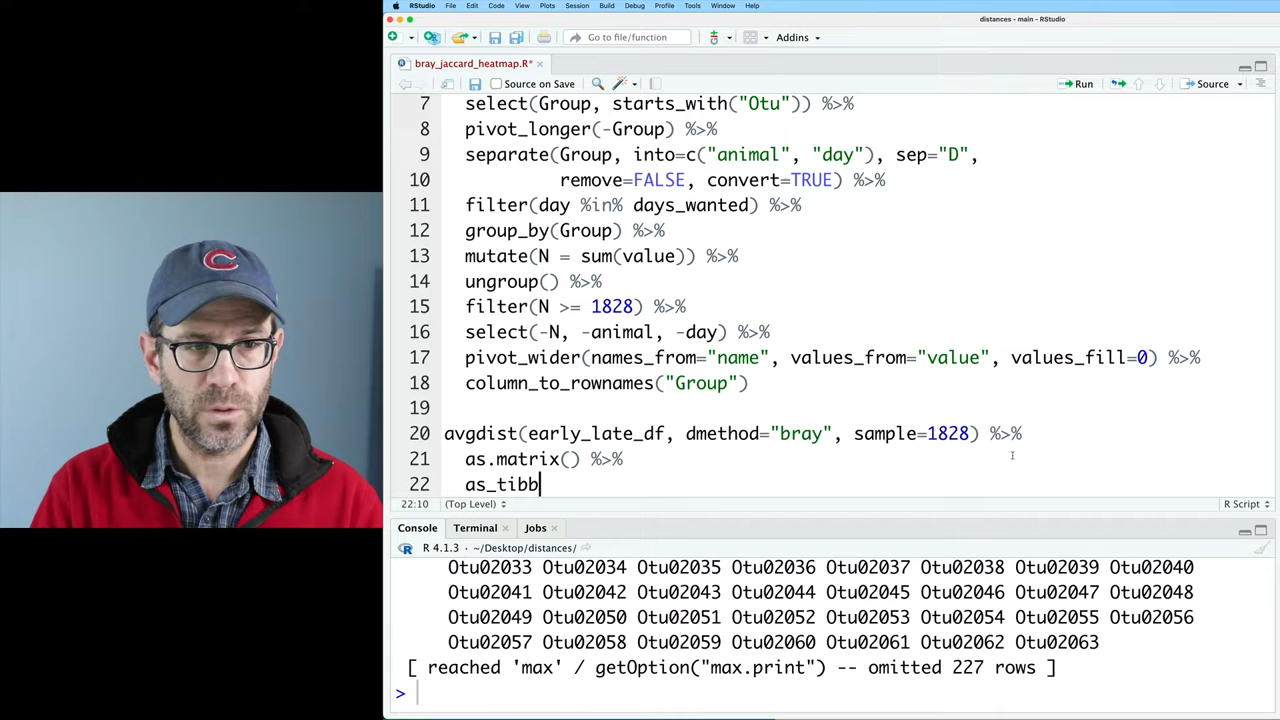 RStudio File Edit Code View Plots Session Build Debug Profile Tools Window Help
distances - main - RStudio
Go to file/function Addins
bray_jaccard_heatmap.R*
Source on Save Run Source
7 select(Group, starts_with("Otu")) %>%
8 pivot_longer(-Group) %>%
9 separate(Group, into=c("animal", "day"), sep="D",
10 remove=FALSE, convert=TRUE) %>%
11 filter(day %in% days_wanted) %>%
12 group_by(Group) %>%
13 mutate(N = sum(value)) %>%
14 ungroup() %>%
15 filter(N >= 1828) %>%
16 select(-N, -animal, -day) %>%
17 pivot_wider(names_from="name", values_from="value", values_fill=0) %>%
18 column_to_rownames("Group")
19
20 avgdist(early_late_df, dmethod="bray", sample=1828) %>%
21 as.matrix() %>%
22 as_tibb
22:10 (Top Level) R Script
Console Terminal Jobs
R 4.1.3 · ~/Desktop/distances/
Otu02033 Otu02034 Otu02035 Otu02036 Otu02037 Otu02038 Otu02039 Otu02040
Otu02041 Otu02042 Otu02043 Otu02044 Otu02045 Otu02046 Otu02047 Otu02048
Otu02049 Otu02050 Otu02051 Otu02052 Otu02053 Otu02054 Otu02055 Otu02056
Otu02057 Otu02058 Otu02059 Otu02060 Otu02061 Otu02062 Otu02063
[ reached 'max' / getOption("max.print") -- omitted 227 rows ]
>
C